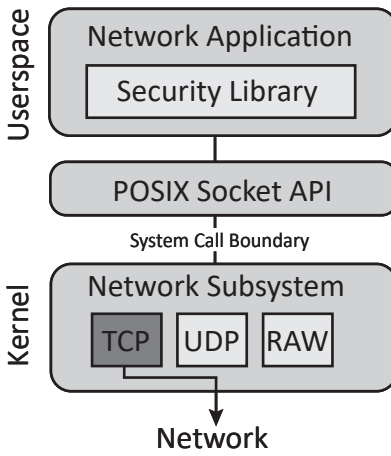 Userspace
Network Application
Security Library
POSIX Socket API
System Call Boundary
Kernel
Network Subsystem
TCP
UDP
RAW
Network